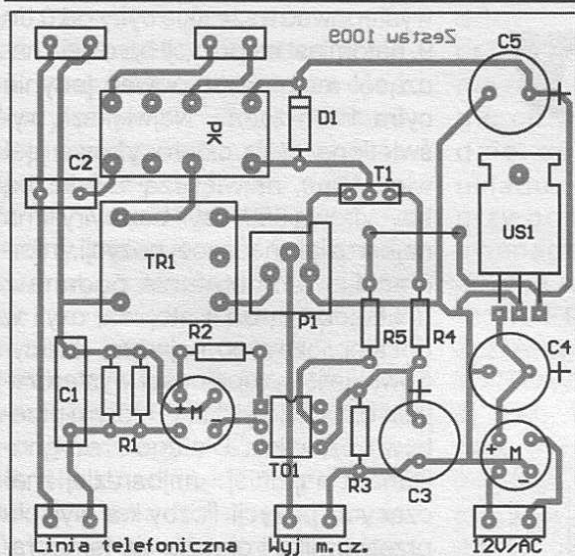 Zestaw 1009
C5
+
PK
D1
C2
T1
US1
TR1
P1
R2
R5
R4
C4
+
+
C1
R1
+ M -
TO1
R3
C3
+ M -
Linia telefoniczna
Wyj m.cz.
12V/AC